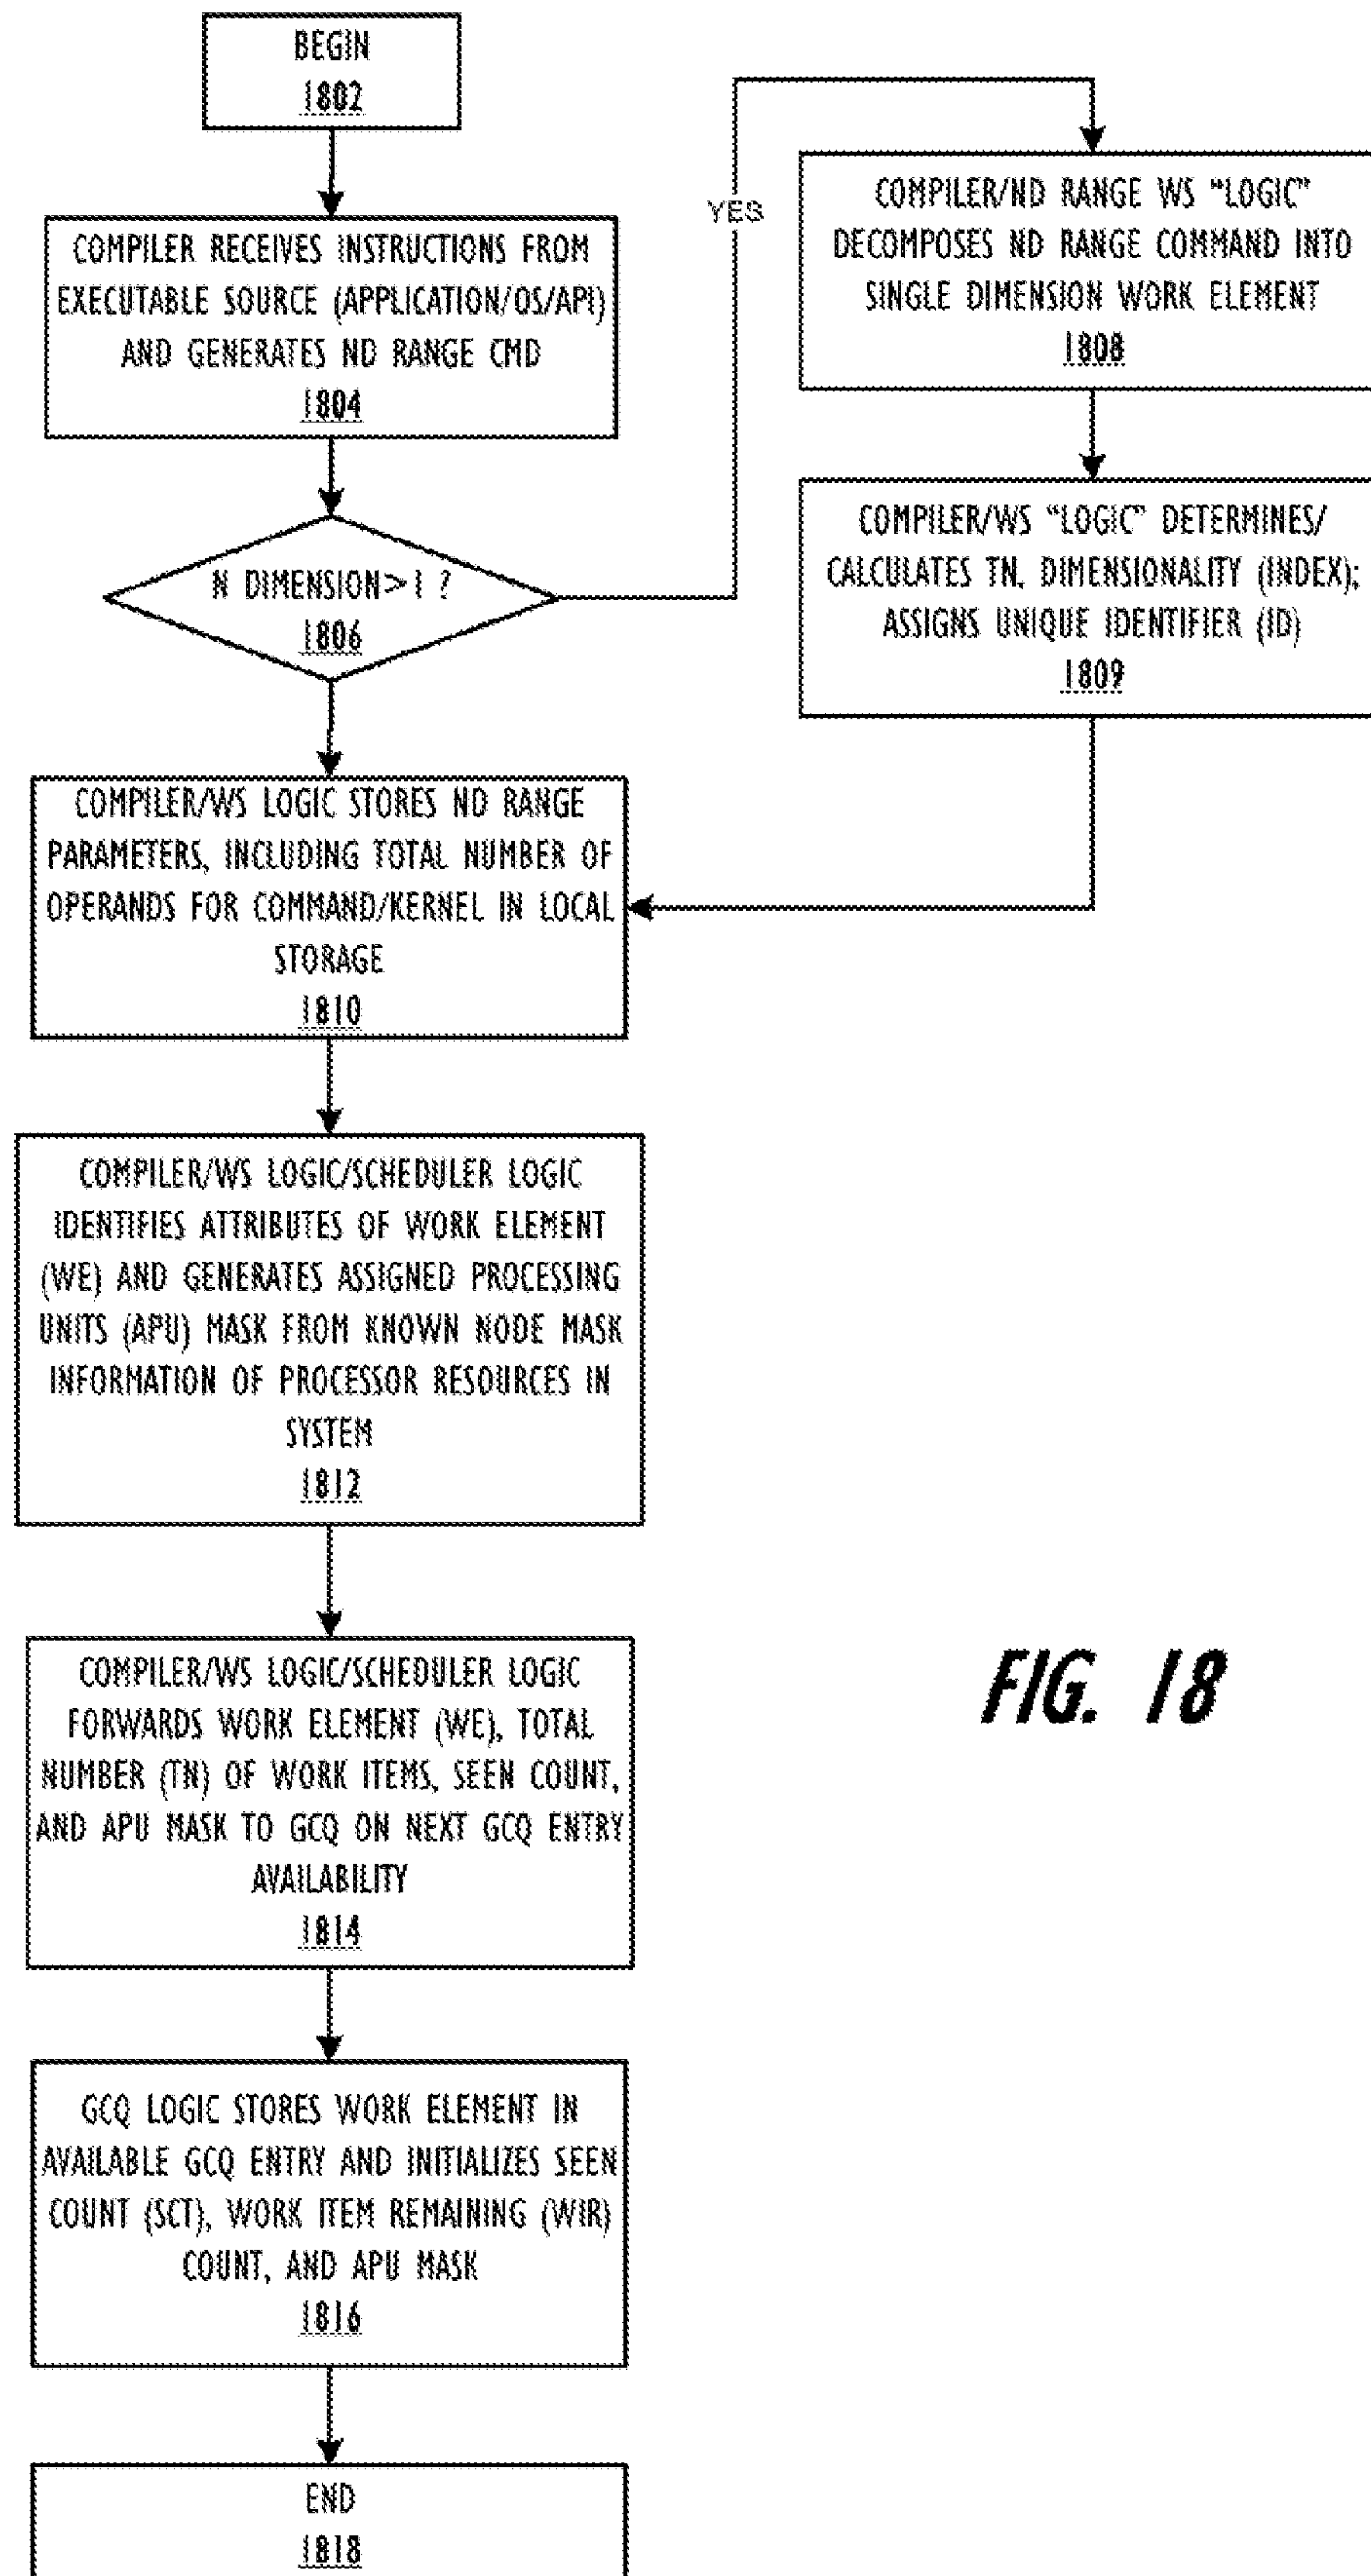 BEGIN
1802
COMPILER RECEIVES INSTRUCTIONS FROM
EXECUTABLE SOURCE (APPLICATION/OS/API)
AND GENERATES ND RANGE CMD
1804
N DIMENSION>1 ?
1806
YES
COMPILER/ND RANGE WS “LOGIC”
DECOMPOSES ND RANGE COMMAND INTO
SINGLE DIMENSION WORK ELEMENT
1808
COMPILER/WS “LOGIC” DETERMINES/
CALCULATES TN, DIMENSIONALITY (INDEX);
ASSIGNS UNIQUE IDENTIFIER (ID)
1809
COMPILER/WS LOGIC STORES ND RANGE
PARAMETERS, INCLUDING TOTAL NUMBER OF
OPERANDS FOR COMMAND/KERNEL IN LOCAL
STORAGE
1810
COMPILER/WS LOGIC/SCHEDULER LOGIC
IDENTIFIES ATTRIBUTES OF WORK ELEMENT
(WE) AND GENERATES ASSIGNED PROCESSING
UNITS (APU) MASK FROM KNOWN NODE MASK
INFORMATION OF PROCESSOR RESOURCES IN
SYSTEM
1812
COMPILER/WS LOGIC/SCHEDULER LOGIC
FORWARDS WORK ELEMENT (WE), TOTAL
NUMBER (TN) OF WORK ITEMS, SEEN COUNT,
AND APU MASK TO GCQ ON NEXT GCQ ENTRY
AVAILABILITY
1814
GCQ LOGIC STORES WORK ELEMENT IN
AVAILABLE GCQ ENTRY AND INITIALIZES SEEN
COUNT (SCT), WORK ITEM REMAINING (WIR)
COUNT, AND APU MASK
1816
END
1818
FIG. 18